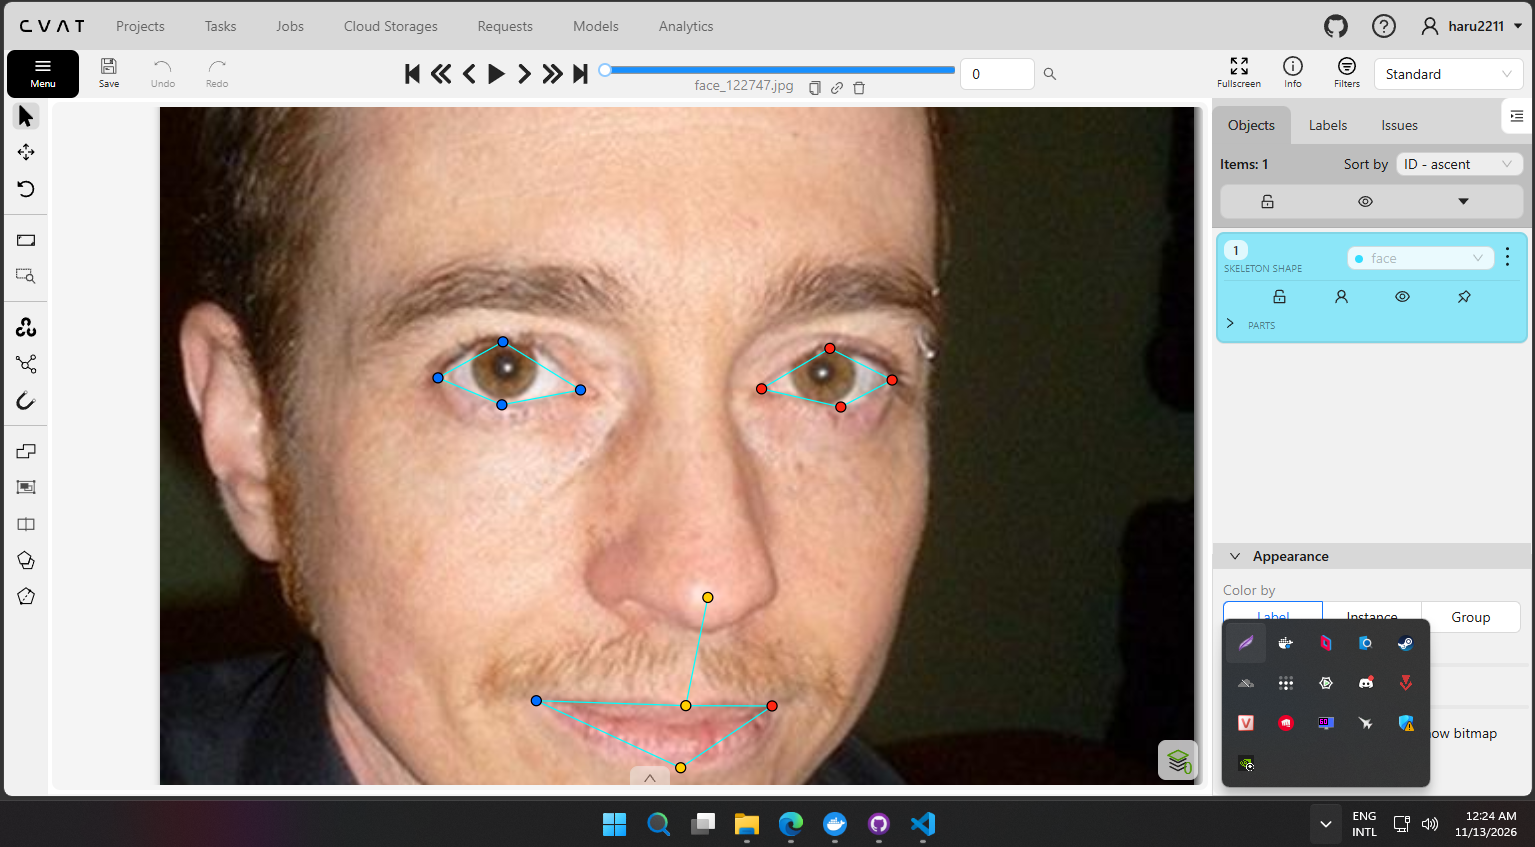 CVAT
Projects
Tasks
Jobs
Cloud Storages
Requests
Models
Analytics
haru2211
Menu
Save
Undo
Redo
face_122747.jpg
0
Fullscreen
Info
Filters
Standard
Objects
Labels
Issues
Items: 1
Sort by
ID - ascent
1
SKELETON SHAPE
face
PARTS
Appearance
Color by
Label
Instance
Group
ow bitmap
0
ENG
INTL
12:24 AM
11/13/2026